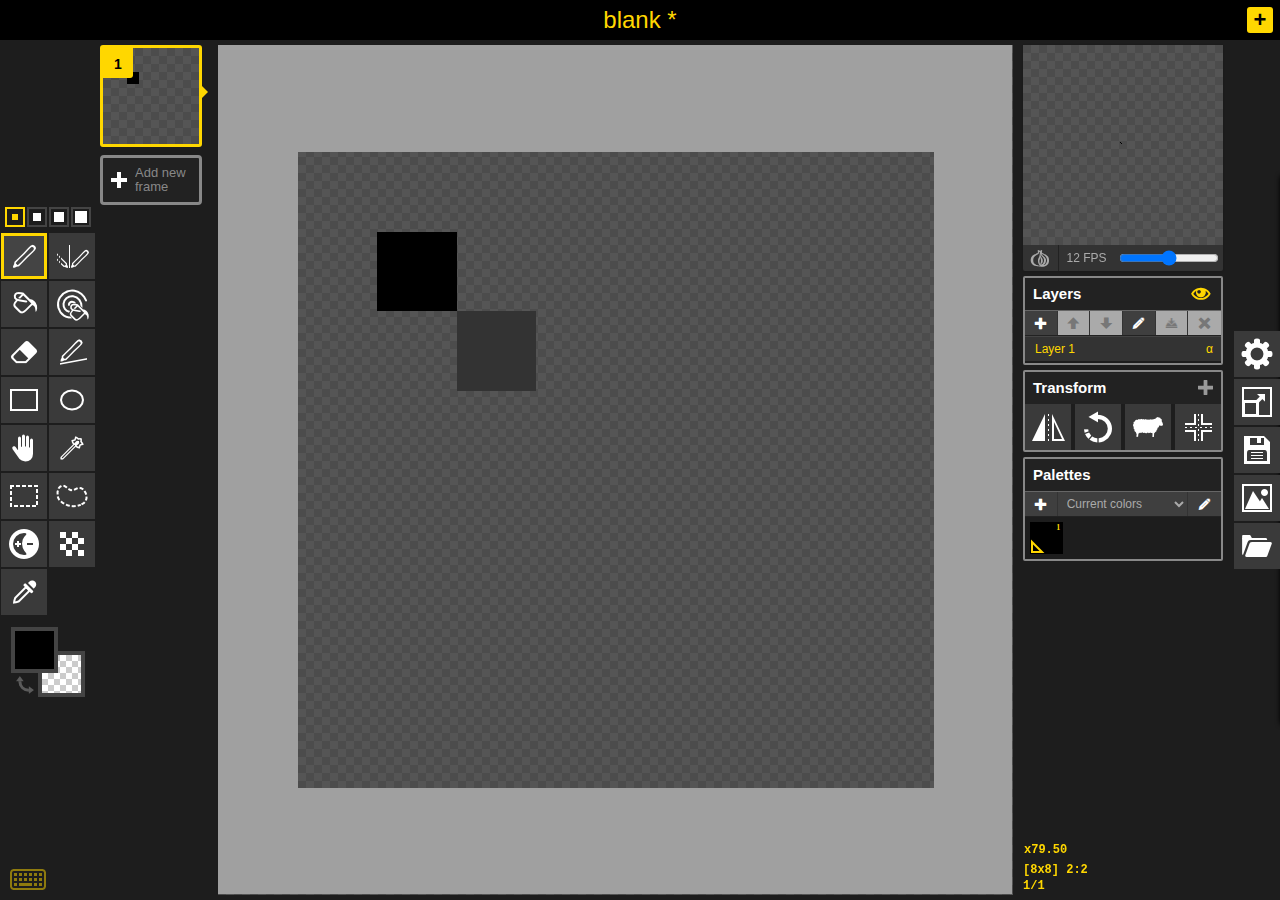 blank *
1
Add new
frame
12 FPS
Layers
Layer 1 α
Transform
Palettes
Current colors
1
x79.50
[8x8] 2:2
1/1